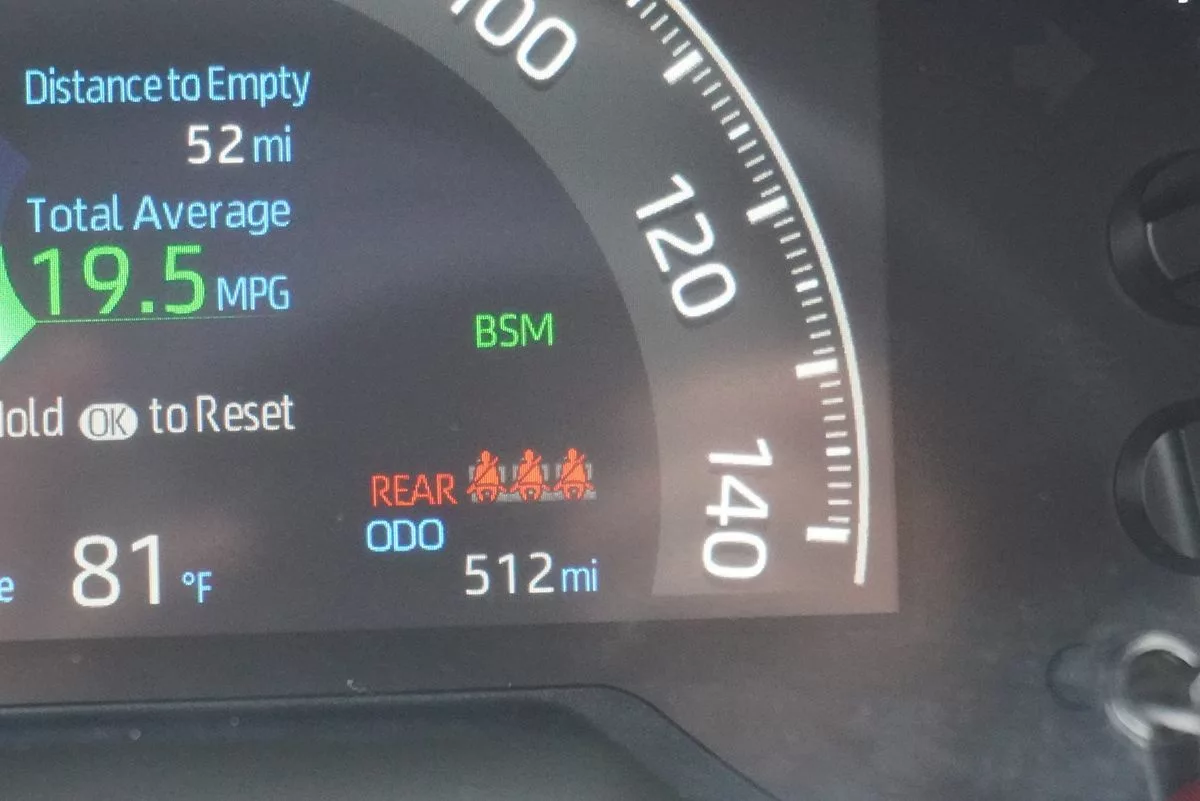 100
Distance to Empty
52 mi
Total Average
19.5 MPG
120
BSM
Hold OK to Reset
140
REAR
ODO
81 °F
512 mi